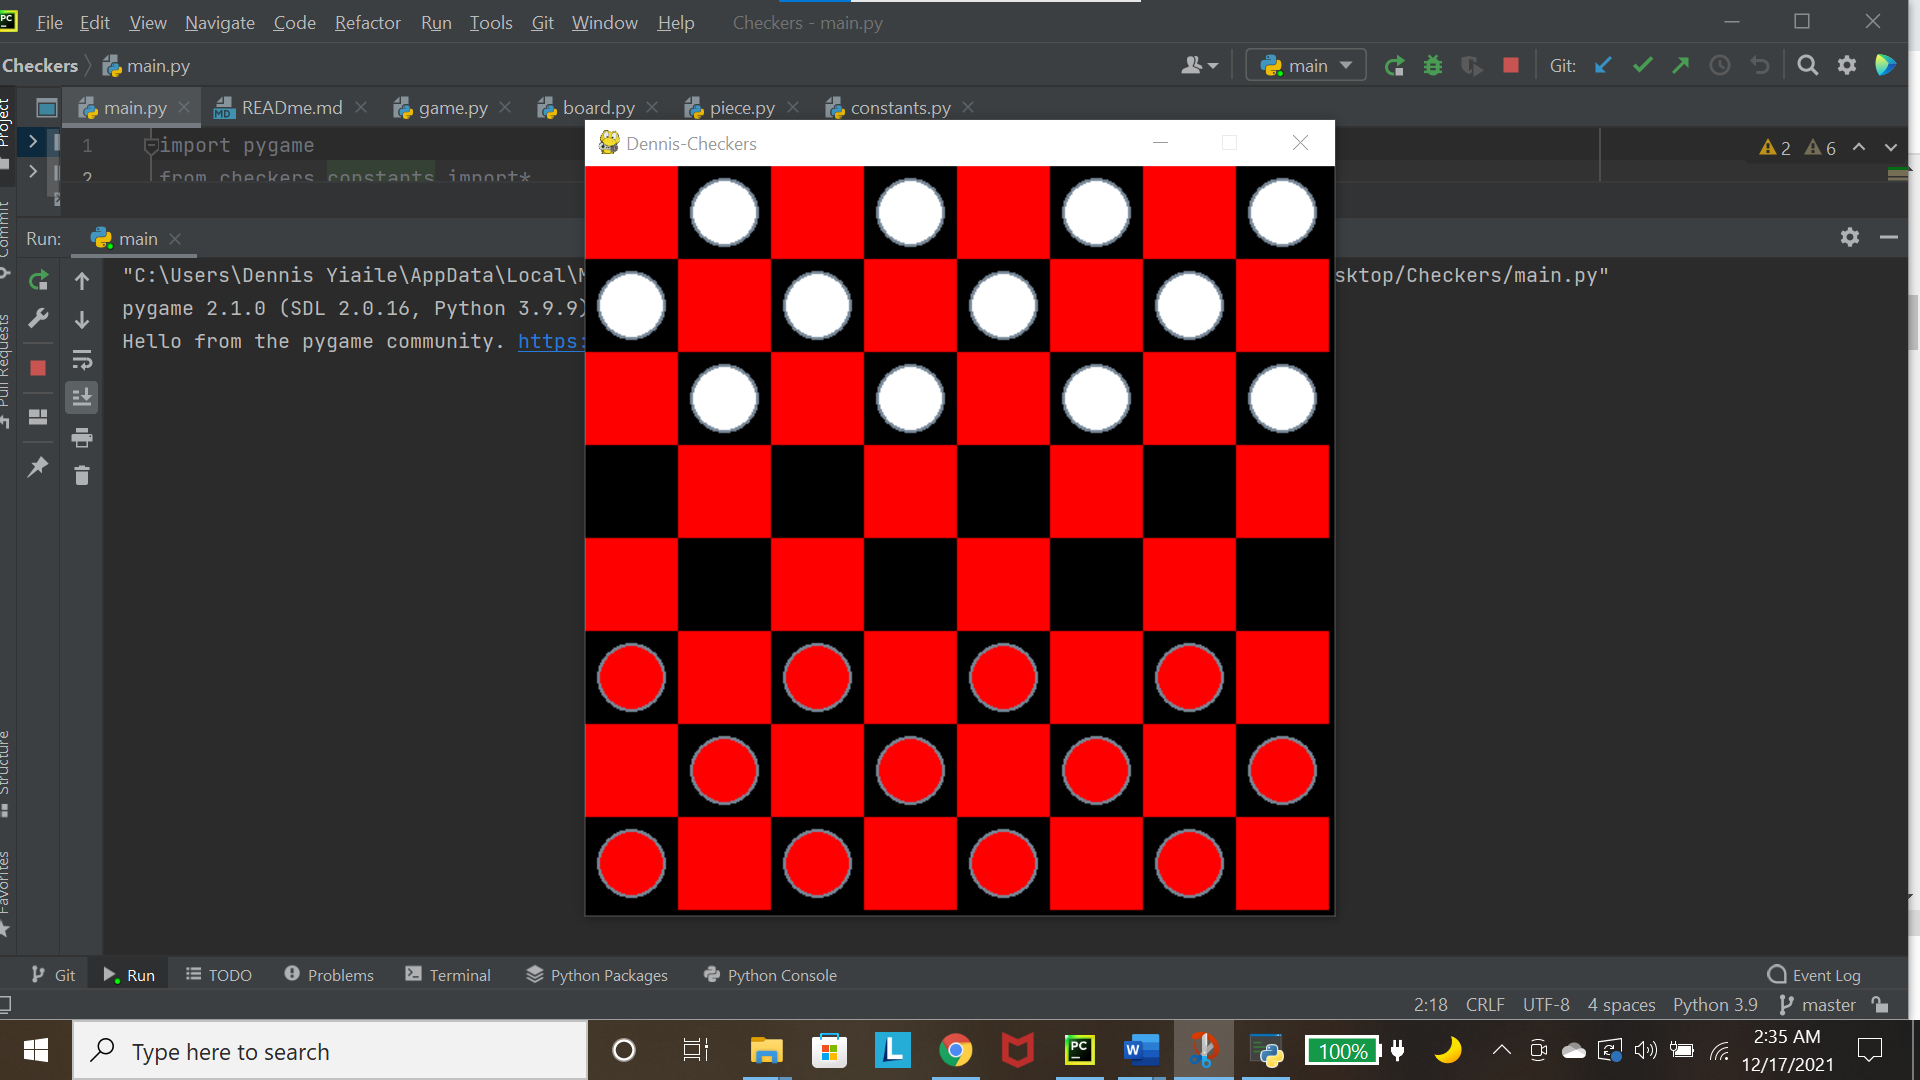 PC File Edit View Navigate Code Refactor Run Tools Git Window Help Checkers - main.py
Checkers main.py main Git:
main.py MD READme.md game.py board.py piece.py constants.py
Project
Dennis-Checkers
1 import pygame 2 6
2 from checkers.constants import*
Commit
Run: main
"C:\Users\Dennis Yiaile\AppData\Local\ sktop/Checkers/main.py"
pygame 2.1.0 (SDL 2.0.16, Python 3.9.9)
Hello from the pygame community. https:
Pull Requests
Structure
Favorites
Git Run TODO Problems Terminal Python Packages Python Console Event Log
2:18 CRLF UTF-8 4 spaces Python 3.9 master
Type here to search L PC W 100% 2:35 AM
12/17/2021